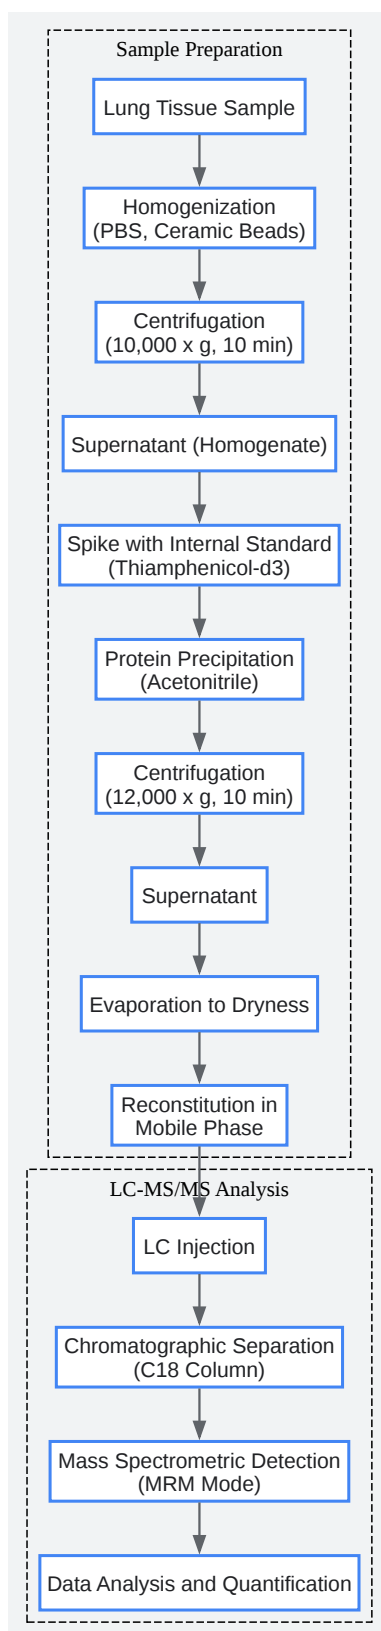 Sample Preparation
Lung Tissue Sample
Homogenization
(PBS, Ceramic Beads)
Centrifugation
(10,000 x g, 10 min)
Supernatant (Homogenate)
Spike with Internal Standard
(Thiamphenicol-d3)
Protein Precipitation
(Acetonitrile)
Centrifugation
(12,000 x g, 10 min)
Supernatant
Evaporation to Dryness
Reconstitution in
Mobile Phase
LC-MS/MS Analysis
LC Injection
Chromatographic Separation
(C18 Column)
Mass Spectrometric Detection
(MRM Mode)
Data Analysis and Quantification